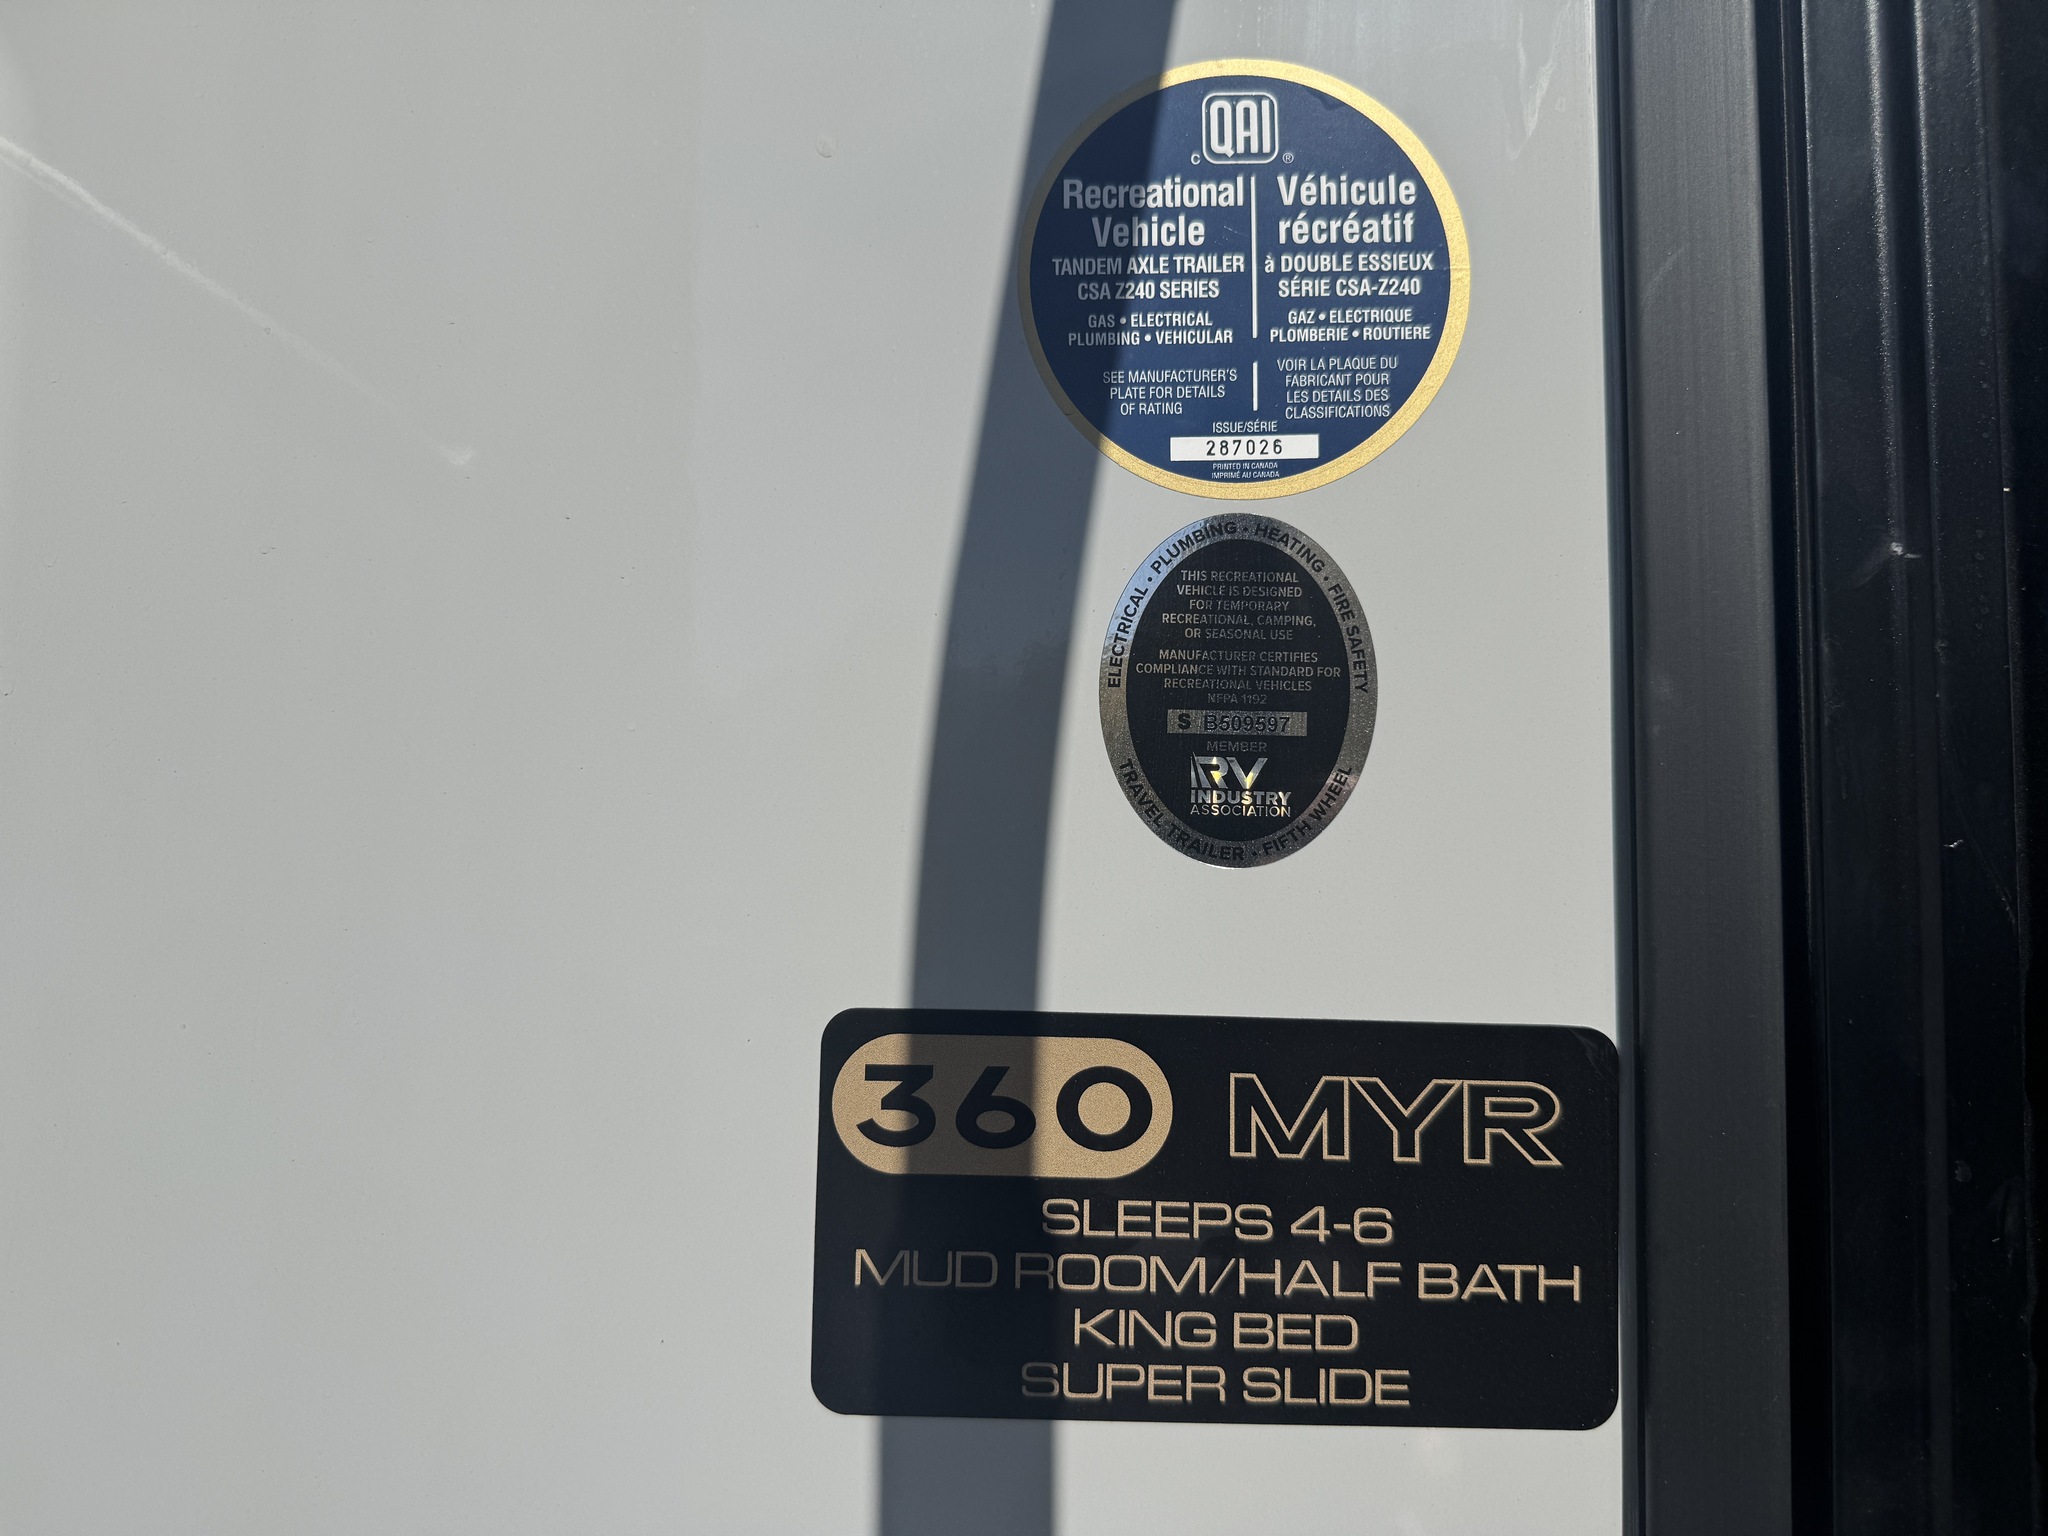 QAI
C ®
Recreational
Vehicle
TANDEM AXLE TRAILER
CSA Z240 SERIES
GAS • ELECTRICAL
PLUMBING • VEHICULAR
SEE MANUFACTURER'S
PLATE FOR DETAILS
OF RATING
Véhicule
récréatif
à DOUBLE ESSIEUX
SÉRIE CSA-Z240
GAZ • ELECTRIQUE
PLOMBERIE • ROUTIERE
VOIR LA PLAQUE DU
FABRICANT POUR
LES DETAILS DES
CLASSIFICATIONS
ISSUE/SÉRIE
287026
PRINTED IN CANADA
IMPRIMÉ AU CANADA
ELECTRICAL • PLUMBING • HEATING • FIRE SAFETY
THIS RECREATIONAL
VEHICLE IS DESIGNED
FOR TEMPORARY
RECREATIONAL, CAMPING,
OR SEASONAL USE
MANUFACTURER CERTIFIES
COMPLIANCE WITH STANDARD FOR
RECREATIONAL VEHICLES
NFPA 1192
S B509597
MEMBER
RV
INDUSTRY
ASSOCIATION
TRAVEL TRAILER • FIFTH WHEEL
360 MYR
SLEEPS 4-6
MUD ROOM/HALF BATH
KING BED
SUPER SLIDE